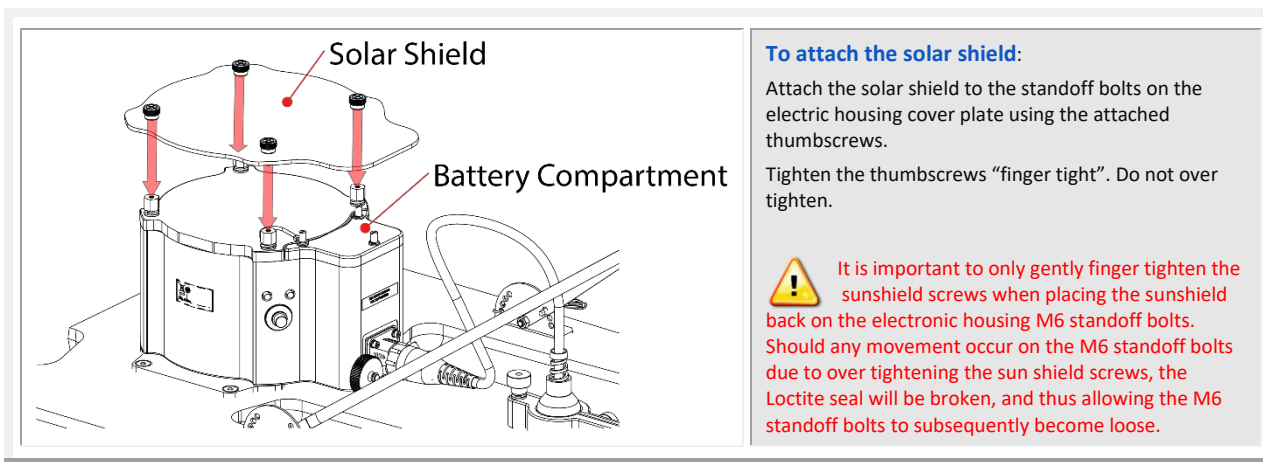 Solar Shield
Battery Compartment
To attach the solar shield:
Attach the solar shield to the standoff bolts on the
electric housing cover plate using the attached
thumbscrews.
Tighten the thumbscrews “finger tight”. Do not over
tighten.
It is important to only gently finger tighten the
sunshield screws when placing the sunshield
back on the electronic housing M6 standoff bolts.
Should any movement occur on the M6 standoff bolts
due to over tightening the sun shield screws, the
Loctite seal will be broken, and thus allowing the M6
standoff bolts to subsequently become loose.